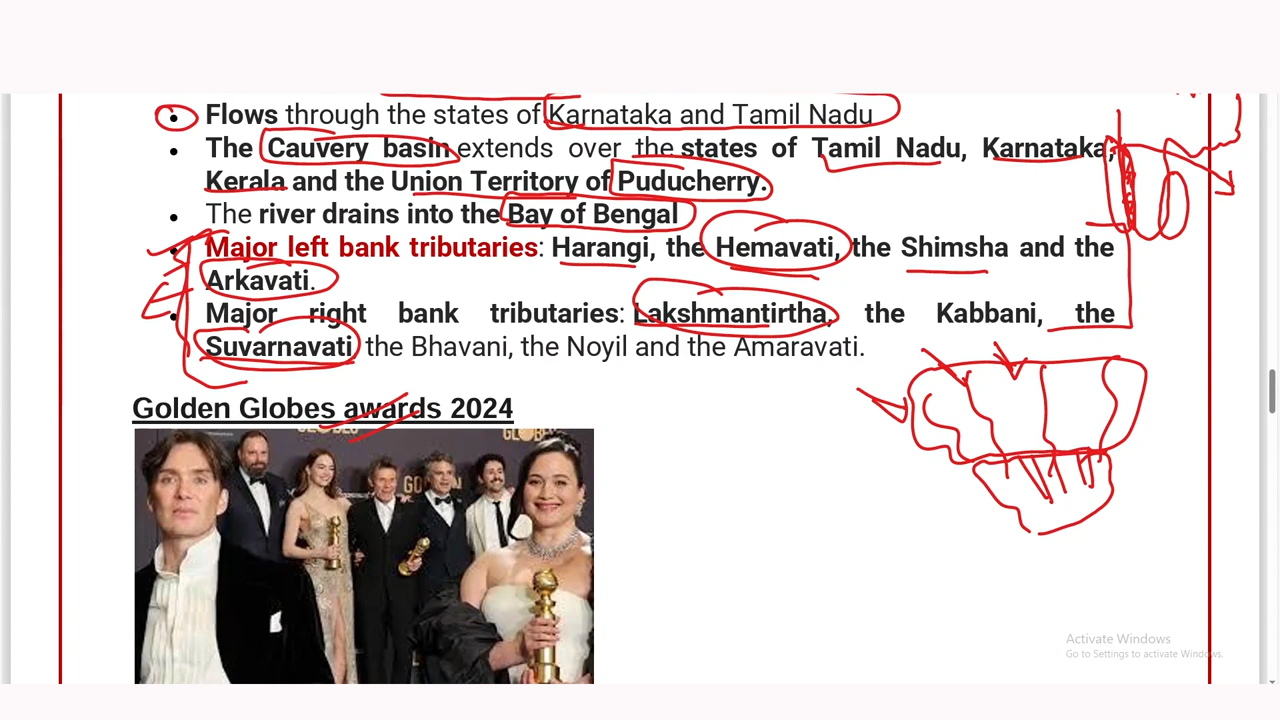 • Flows through the states of Karnataka and Tamil Nadu
• The Cauvery basin extends over the states of Tamil Nadu, Karnataka,
Kerala and the Union Territory of Puducherry.
• The river drains into the Bay of Bengal
• Major left bank tributaries: Harangi, the Hemavati, the Shimsha and the
Arkavati.
• Major right bank tributaries: Lakshmantirtha, the Kabbani, the
Suvarnavati the Bhavani, the Noyil and the Amaravati.
Golden Globes awards 2024
GOLDEN
Activate Windows
Go to Settings to activate Windows.